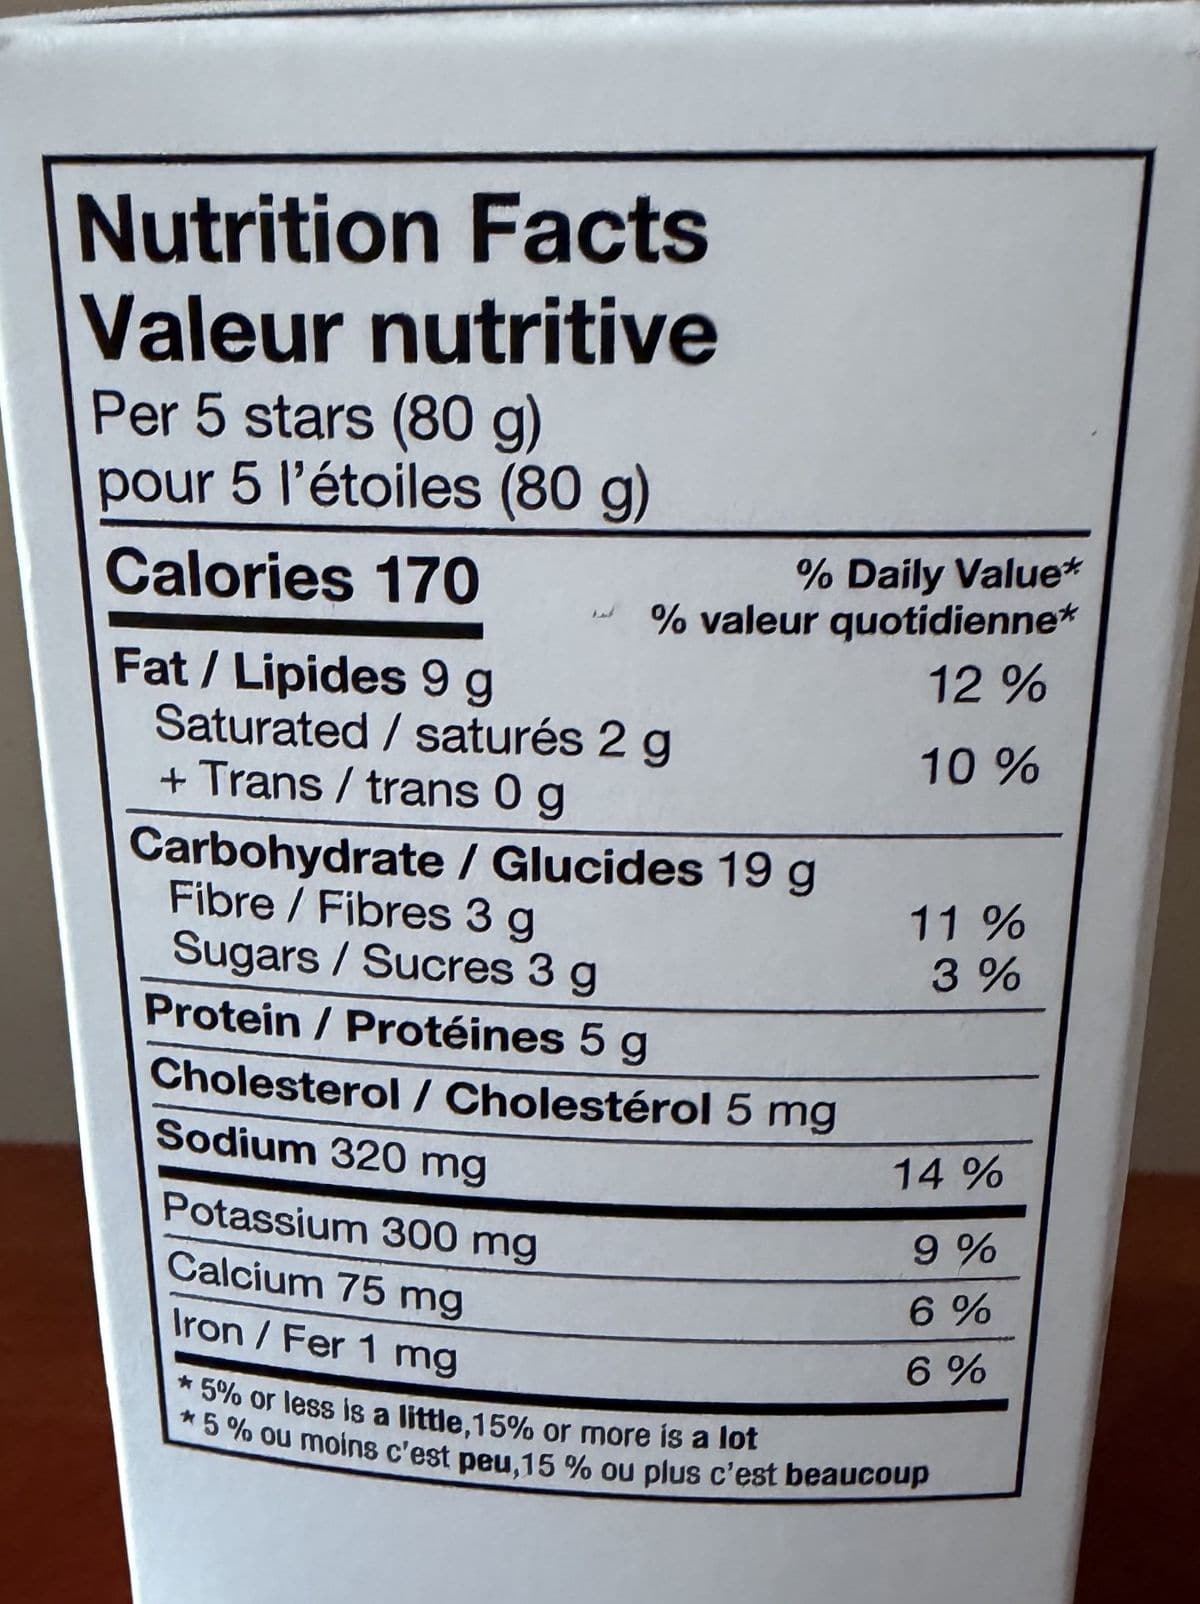 Nutrition Facts
Valeur nutritive
Per 5 stars (80 g)
pour 5 l'étoiles (80 g)
Calories 170
% Daily Value*
% valeur quotidienne*
Fat / Lipides 9 g 12 %
Saturated / saturés 2 g
+ Trans / trans 0 g 10 %
Carbohydrate / Glucides 19 g
Fibre / Fibres 3 g 11 %
Sugars / Sucres 3 g 3 %
Protein / Protéines 5 g
Cholesterol / Cholestérol 5 mg
Sodium 320 mg 14 %
Potassium 300 mg 9 %
Calcium 75 mg 6 %
Iron / Fer 1 mg 6 %
* 5% or less is a little,15% or more is a lot
* 5 % ou moins c'est peu,15 % ou plus c'est beaucoup